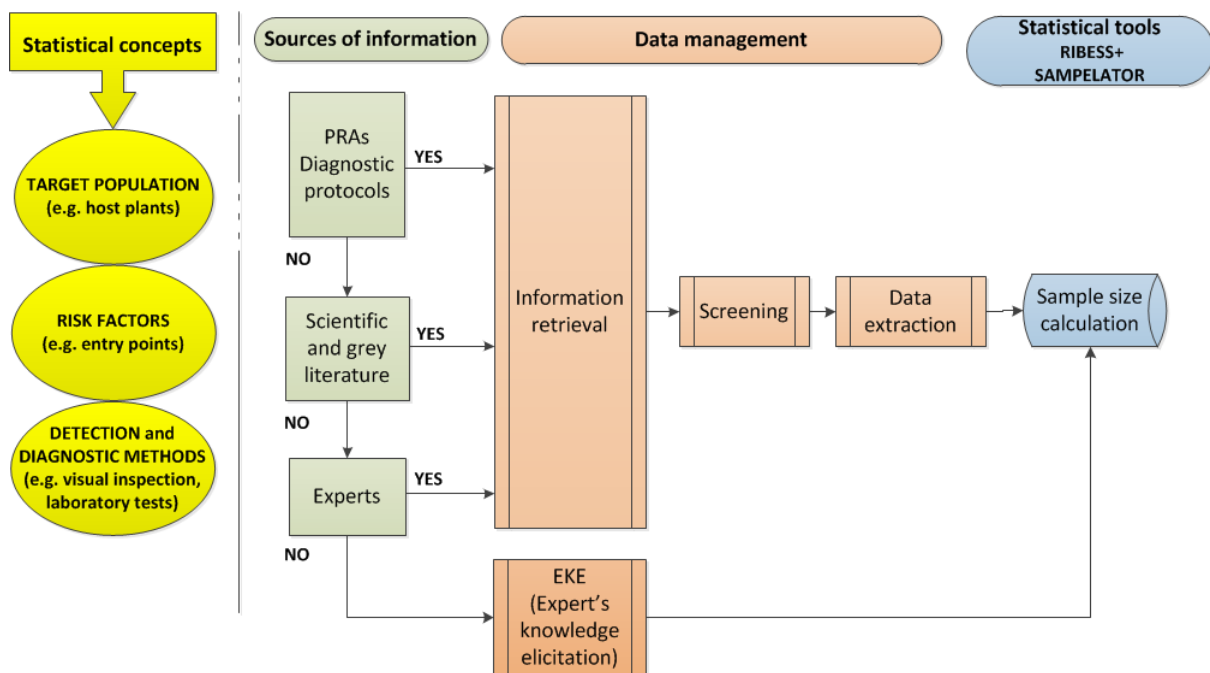 Statistical concepts
TARGET POPULATION
(e.g. host plants)
RISK FACTORS
(e.g. entry points)
DETECTION and
DIAGNOSTIC METHODS
(e.g. visual inspection,
laboratory tests)
Sources of information
Data management
Statistical tools
RIBESS+
SAMPELATOR
PRAs
Diagnostic
protocols
YES
NO
Scientific
and grey
literature
YES
NO
Experts
YES
NO
Information
retrieval
Screening
Data
extraction
Sample size
calculation
EKE
(Expert's
knowledge
elicitation)